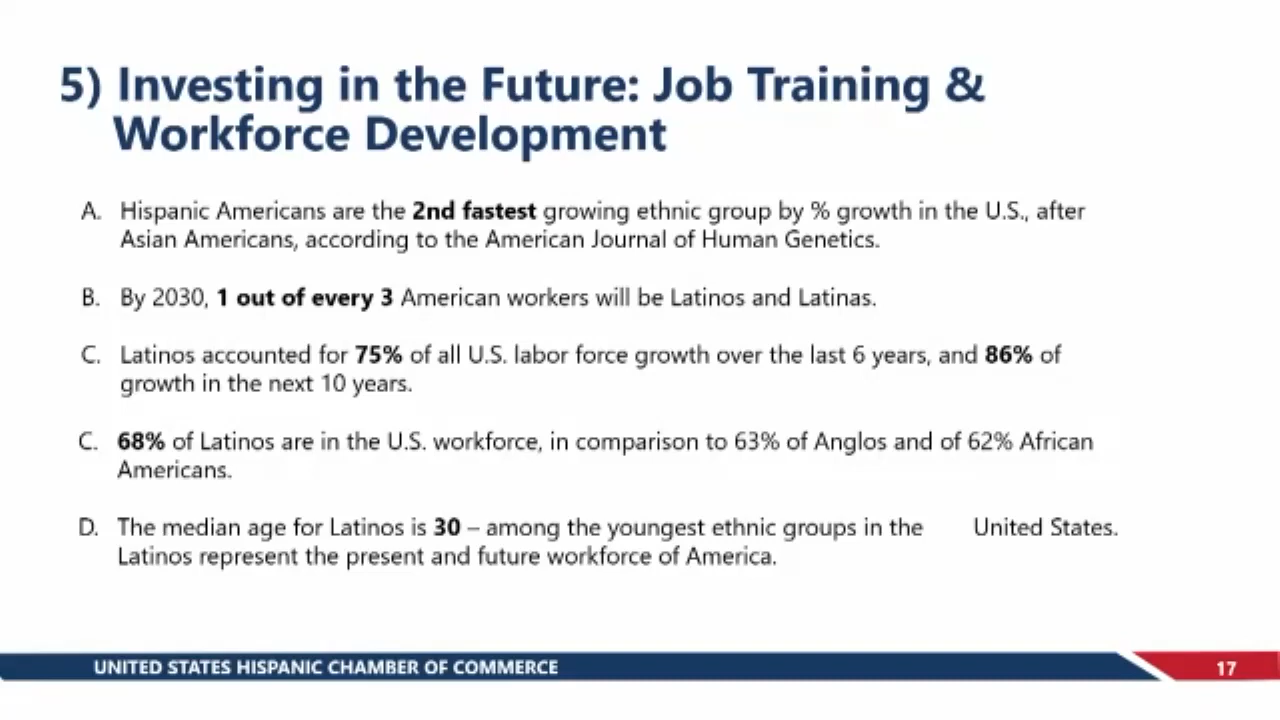 5) Investing in the Future: Job Training &
Workforce Development
A. Hispanic Americans are the 2nd fastest growing ethnic group by % growth in the U.S., after
Asian Americans, according to the American Journal of Human Genetics.
B. By 2030, 1 out of every 3 American workers will be Latinos and Latinas.
C. Latinos accounted for 75% of all U.S. labor force growth over the last 6 years, and 86% of
growth in the next 10 years.
C. 68% of Latinos are in the U.S. workforce, in comparison to 63% of Anglos and of 62% African
Americans.
D. The median age for Latinos is 30 – among the youngest ethnic groups in the United States.
Latinos represent the present and future workforce of America.
UNITED STATES HISPANIC CHAMBER OF COMMERCE
17